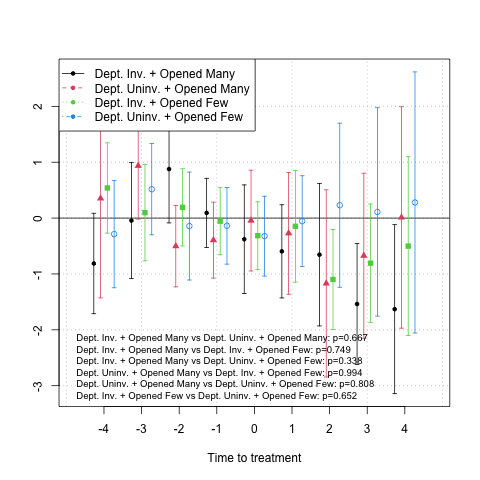 Dept. Inv. + Opened Many
Dept. Uninv. + Opened Many
Dept. Inv. + Opened Few
Dept. Uninv. + Opened Few
2
1
0
-1
-2
-3
Dept. Inv. + Opened Many vs Dept. Uninv. + Opened Many: p=0.667
Dept. Inv. + Opened Many vs Dept. Inv. + Opened Few: p=0.749
Dept. Inv. + Opened Many vs Dept. Uninv. + Opened Few: p=0.338
Dept. Uninv. + Opened Many vs Dept. Inv. + Opened Few: p=0.994
Dept. Uninv. + Opened Many vs Dept. Uninv. + Opened Few: p=0.808
Dept. Inv. + Opened Few vs Dept. Uninv. + Opened Few: p=0.652
-4 -3 -2 -1 0 1 2 3 4
Time to treatment